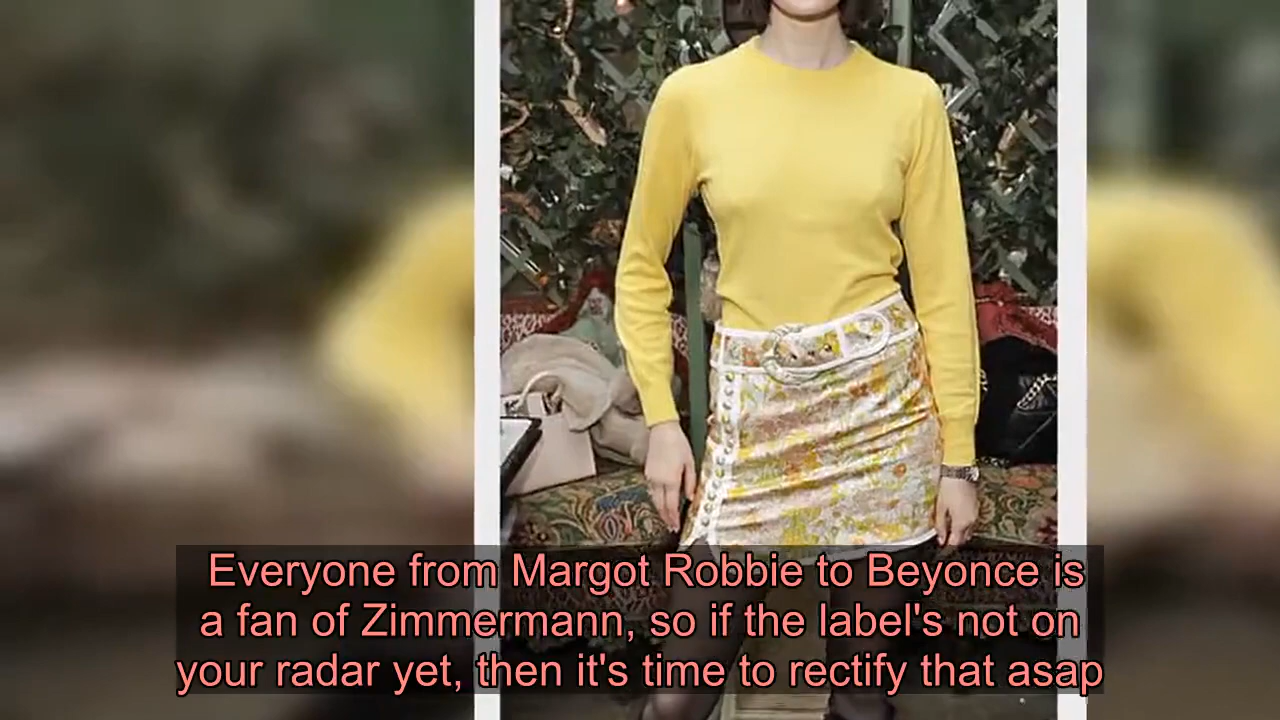 Everyone from Margot Robbie to Beyonce is
a fan of Zimmermann, so if the label's not on
your radar yet, then it's time to rectify that asap